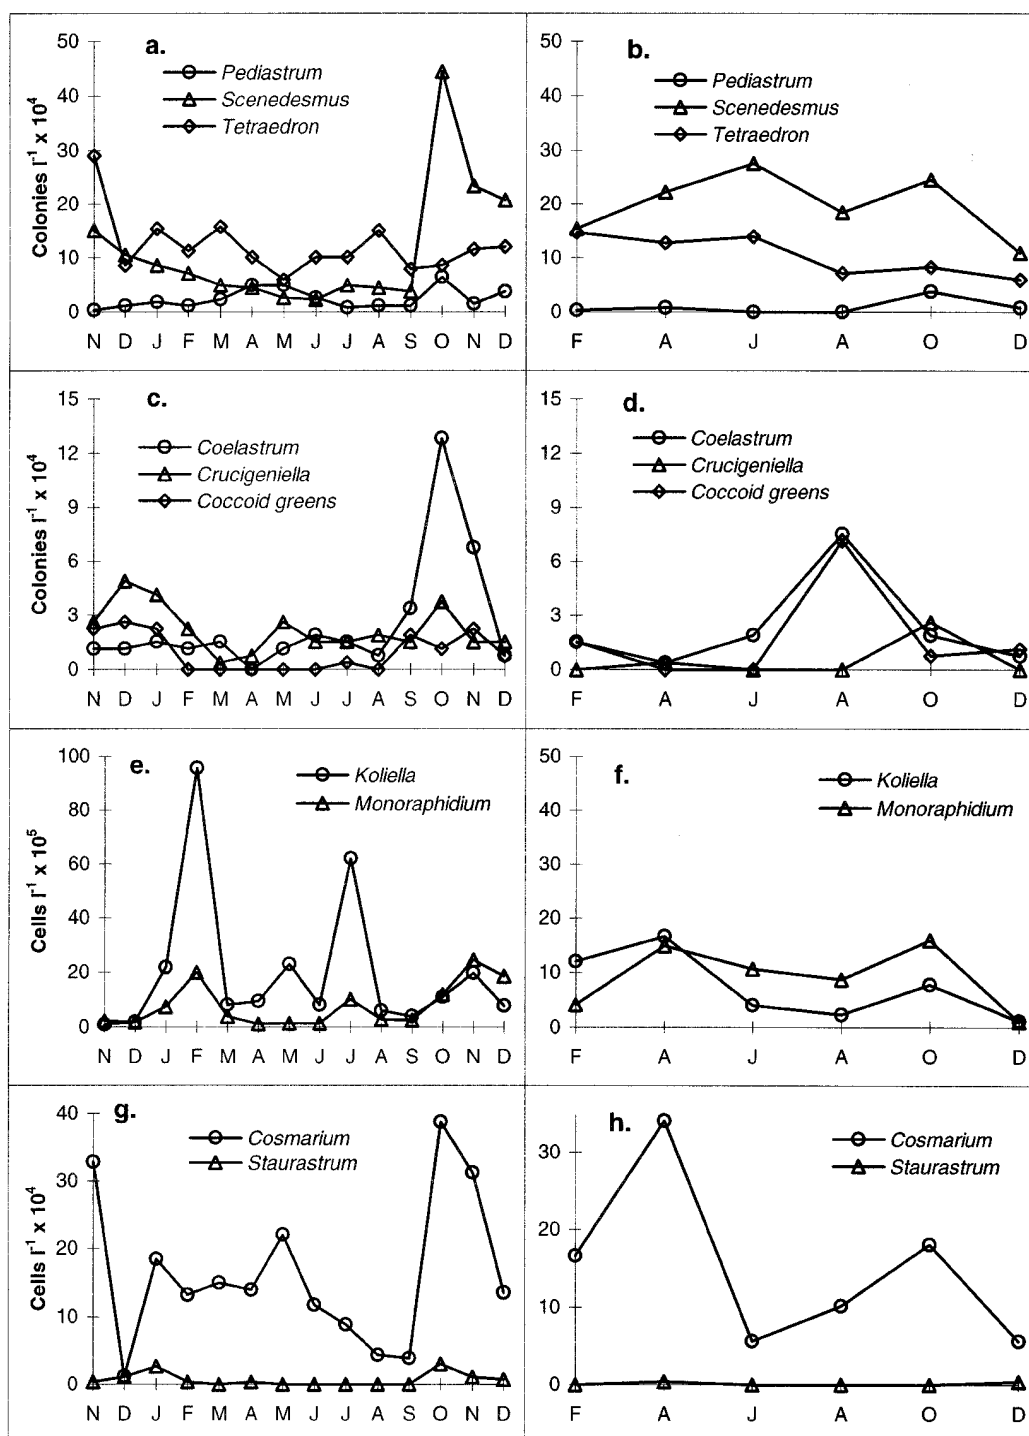 a.
Pediastrum
Scenedesmus
Tetraedron
Colonies l⁻¹ x 10⁴
50
40
30
20
10
0
N D J F M A M J J A S O N D
b.
Pediastrum
Scenedesmus
Tetraedron
50
40
30
20
10
0
F A J A O D
c.
Coelastrum
Crucigeniella
Coccoid greens
Colonies l⁻¹ x 10⁴
15
12
9
6
3
0
N D J F M A M J J A S O N D
d.
Coelastrum
Crucigeniella
Coccoid greens
15
12
9
6
3
0
F A J A O D
e.
Koliella
Monoraphidium
Cells l⁻¹ x 10⁵
100
80
60
40
20
0
N D J F M A M J J A S O N D
f.
Koliella
Monoraphidium
50
40
30
20
10
0
F A J A O D
g.
Cosmarium
Staurastrum
Cells l⁻¹ x 10⁴
40
30
20
10
0
N D J F M A M J J A S O N D
h.
Cosmarium
Staurastrum
30
20
10
0
F A J A O D